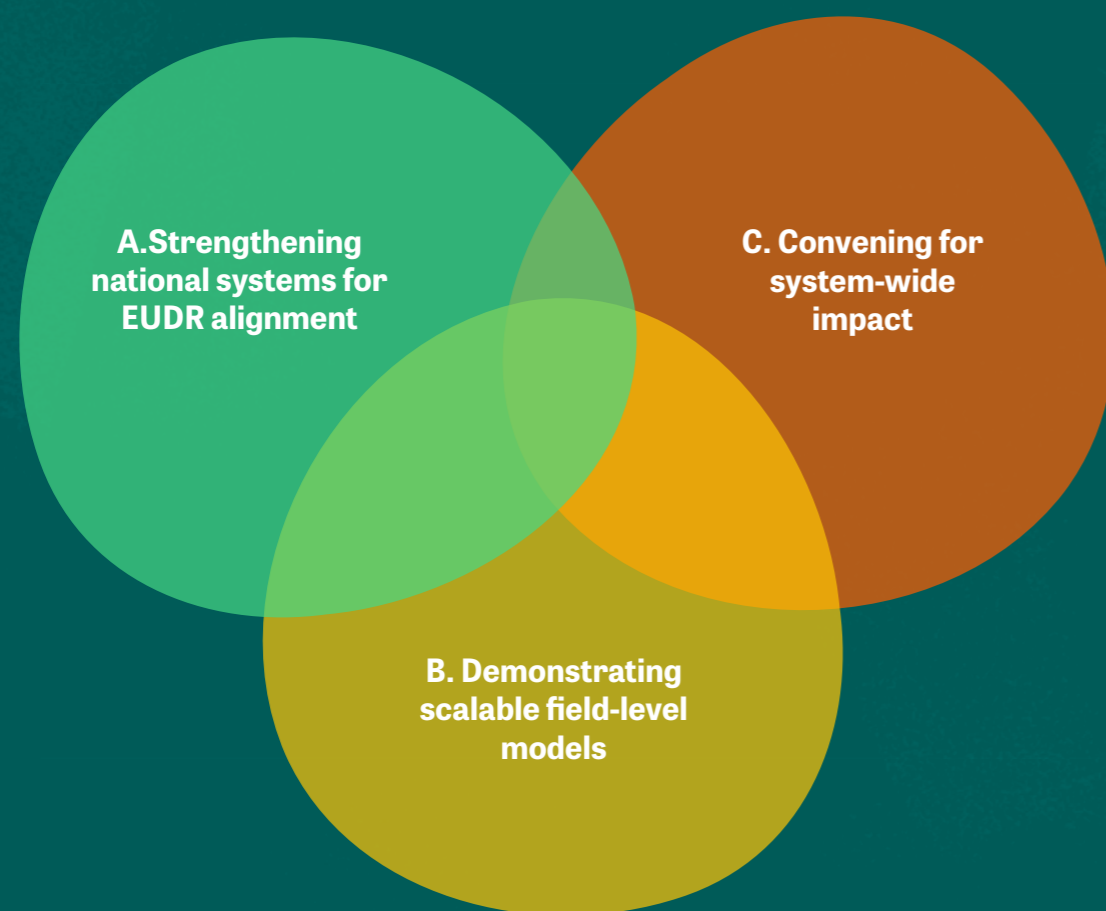 A.Strengthening
national systems for
EUDR alignment
C. Convening for
system-wide
impact
B. Demonstrating
scalable field-level
models